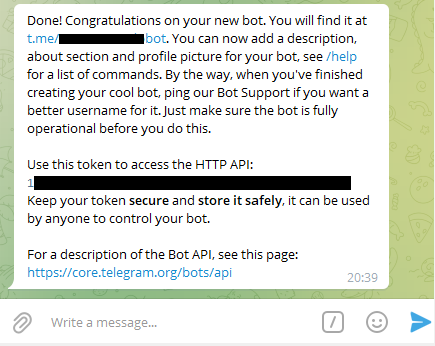 Done! Congratulations on your new bot. You will find it at
t.me/ bot. You can now add a description,
about section and profile picture for your bot, see /help
for a list of commands. By the way, when you've finished
creating your cool bot, ping our Bot Support if you want a
better username for it. Just make sure the bot is fully
operational before you do this.
Use this token to access the HTTP API:
1
Keep your token secure and store it safely, it can be used
by anyone to control your bot.
For a description of the Bot API, see this page:
https://core.telegram.org/bots/api
20:39
Write a message...